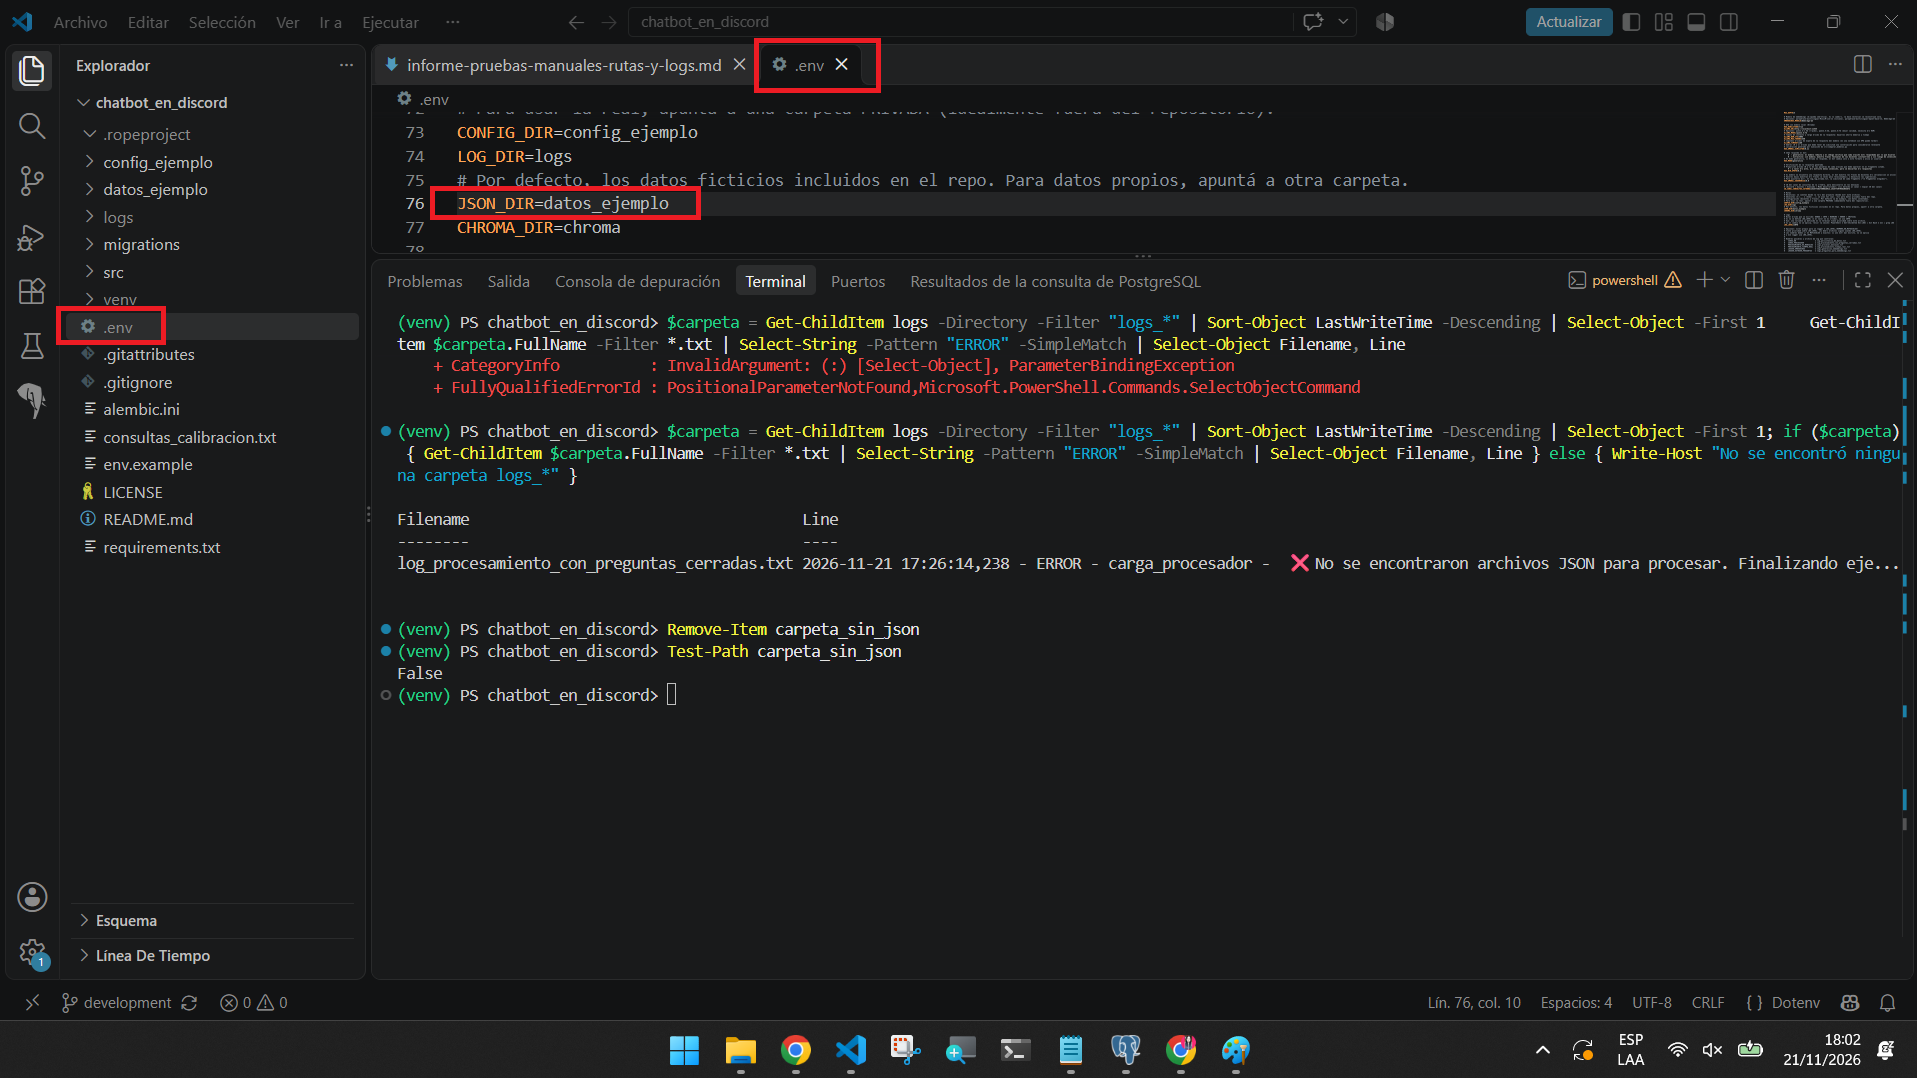 Archivo Editar Selección Ver Ir a Ejecutar ···
chatbot_en_discord
Actualizar
Explorador
chatbot_en_discord
.ropeproject
config_ejemplo
datos_ejemplo
logs
migrations
src
venv
.env
.gitattributes
.gitignore
alembic.ini
consultas_calibracion.txt
env.example
LICENSE
README.md
requirements.txt
Esquema
Línea De Tiempo
informe-pruebas-manuales-rutas-y-logs.md
.env
.env
73 CONFIG_DIR=config_ejemplo
74 LOG_DIR=logs
75 # Por defecto, los datos ficticios incluidos en el repo. Para datos propios, apuntá a otra carpeta.
76 JSON_DIR=datos_ejemplo
77 CHROMA_DIR=chroma
78
Problemas Salida Consola de depuración Terminal Puertos Resultados de la consulta de PostgreSQL
powershell
(venv) PS chatbot_en_discord> $carpeta = Get-ChildItem logs -Directory -Filter "logs_*" | Sort-Object LastWriteTime -Descending | Select-Object -First 1 Get-ChildI
tem $carpeta.FullName -Filter *.txt | Select-String -Pattern "ERROR" -SimpleMatch | Select-Object Filename, Line
+ CategoryInfo : InvalidArgument: (:) [Select-Object], ParameterBindingException
+ FullyQualifiedErrorId : PositionalParameterNotFound,Microsoft.PowerShell.Commands.SelectObjectCommand
(venv) PS chatbot_en_discord> $carpeta = Get-ChildItem logs -Directory -Filter "logs_*" | Sort-Object LastWriteTime -Descending | Select-Object -First 1; if ($carpeta)
{ Get-ChildItem $carpeta.FullName -Filter *.txt | Select-String -Pattern "ERROR" -SimpleMatch | Select-Object Filename, Line } else { Write-Host "No se encontró ningu
na carpeta logs_*" }
Filename Line
-------- ----
log_procesamiento_con_preguntas_cerradas.txt 2026-11-21 17:26:14,238 - ERROR - carga_procesador - ❌ No se encontraron archivos JSON para procesar. Finalizando eje...
(venv) PS chatbot_en_discord> Remove-Item carpeta_sin_json
(venv) PS chatbot_en_discord> Test-Path carpeta_sin_json
False
(venv) PS chatbot_en_discord>
1
development 0 0
Lín. 76, col. 10 Espacios: 4 UTF-8 CRLF { } Dotenv
ESP
LAA
18:02
21/11/2026